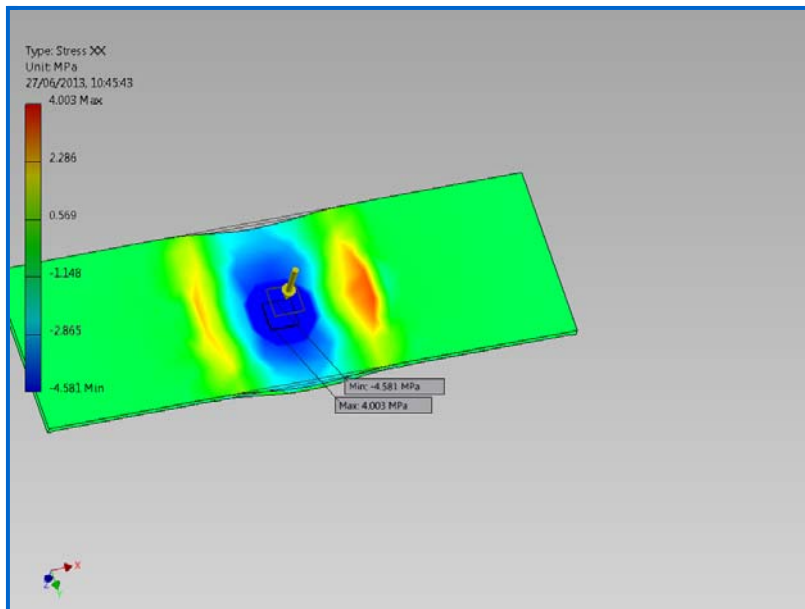 Type: Stress XX
Unit: MPa
27/06/2013, 10:45:43
4.003 Max
2.286
0.569
-1.148
-2.865
-4.581 Min
Min: -4.581 MPa
Max: 4.003 MPa
X
Z
Y